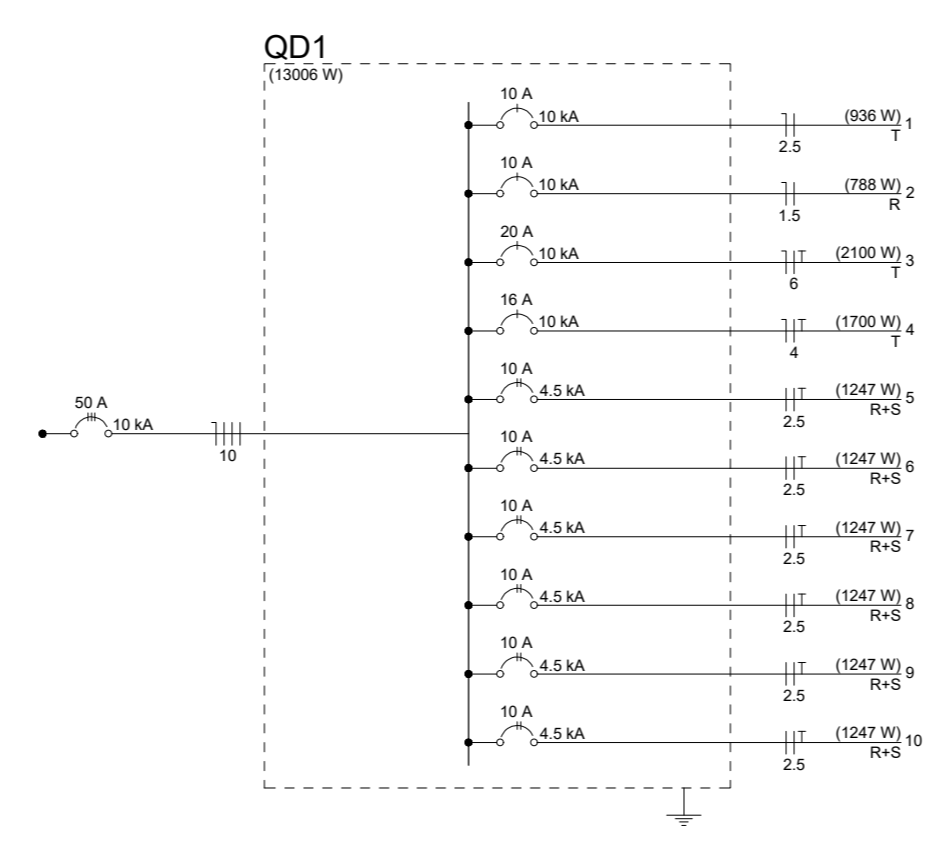 QD1
(13006 W)
10 A
10 kA
2.5
(936 W) 1
T
10 A
10 kA
1.5
(788 W) 2
R
20 A
10 kA
T
6
(2100 W) 3
T
16 A
10 kA
T
4
(1700 W) 4
T
10 A
4.5 kA
T
2.5
(1247 W) 5
R+S
50 A
10 kA
10
10 A
4.5 kA
T
2.5
(1247 W) 6
R+S
10 A
4.5 kA
T
2.5
(1247 W) 7
R+S
10 A
4.5 kA
T
2.5
(1247 W) 8
R+S
10 A
4.5 kA
T
2.5
(1247 W) 9
R+S
10 A
4.5 kA
T
2.5
(1247 W) 10
R+S